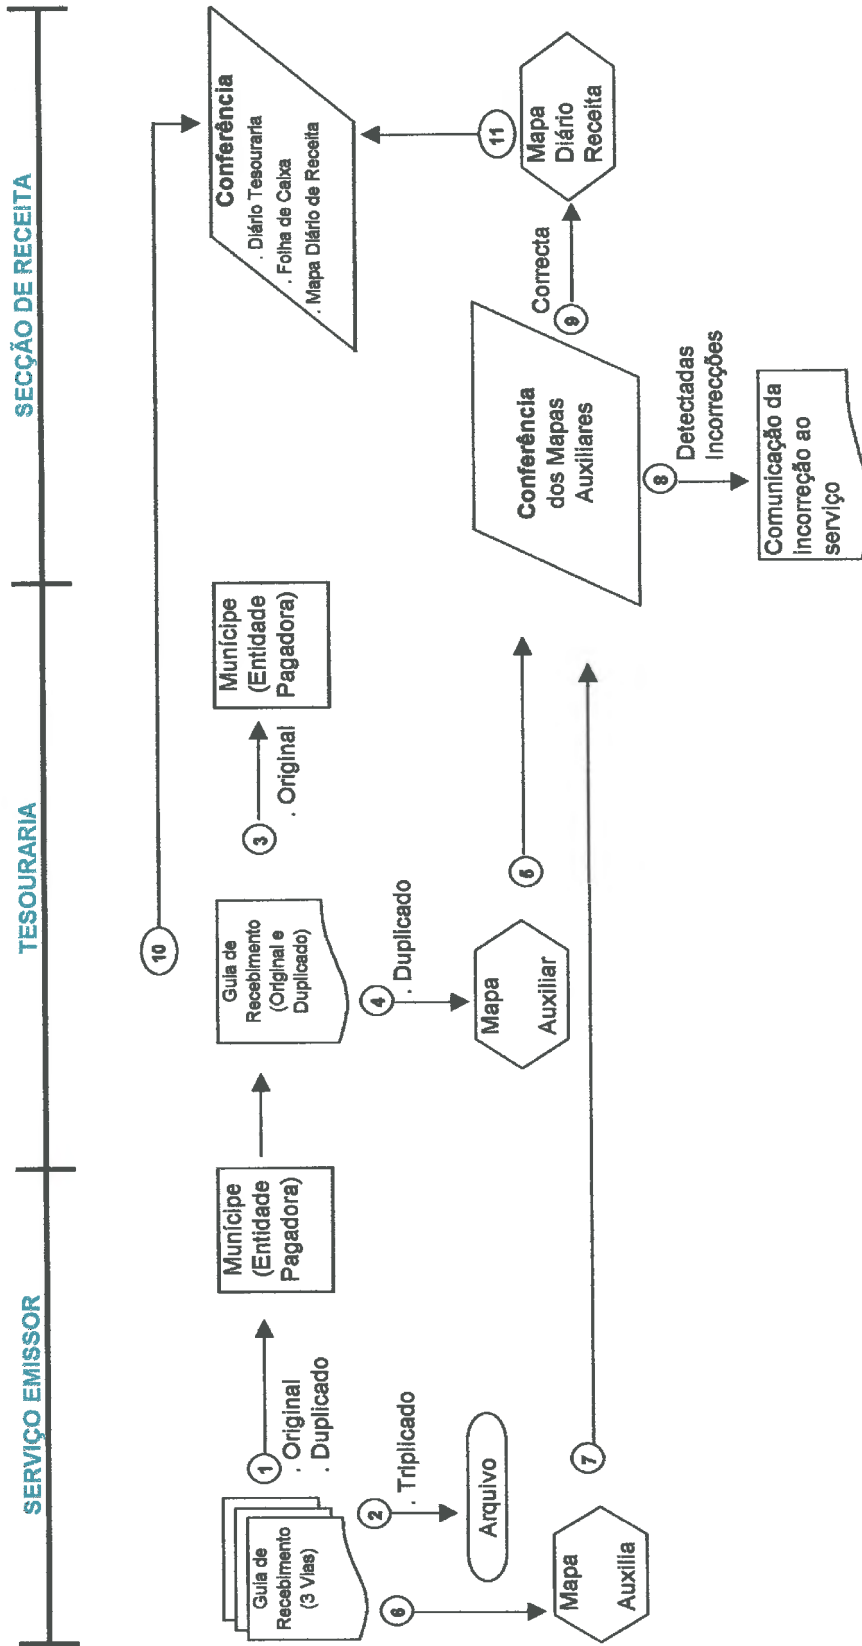 SERVIÇO EMISSOR
TESOURARIA
SECÇÃO DE RECEITA
10
Conferência
. Diário Tesouraria
. Folha de Caixa
. Mapa Diário de Receita
Guia de
Recebimento
(3 Vias)
1
. Original
. Duplicado
Munícipe
(Entidade
Pagadora)
Guia de
Recebimento
(Original e
Duplicado)
3
. Original
Munícipe
(Entidade
Pagadora)
2
. Triplicado
Arquivo
4
. Duplicado
Mapa
Auxiliar
5
6
Mapa
Auxilia
7
Conferência
dos Mapas
Auxiliares
8
Detectadas
Incorrecções
Comunicação da
incorreção ao
serviço
9
Correcta
Mapa
Diário
Receita
11